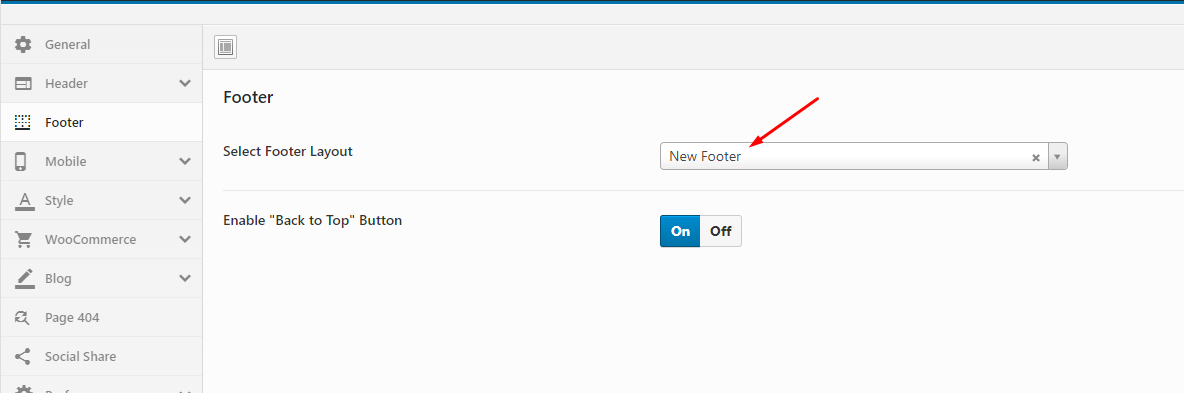 General
Header
Footer
Mobile
Style
WooCommerce
Blog
Page 404
Social Share
Footer
Select Footer Layout
New Footer
Enable "Back to Top" Button
On Off